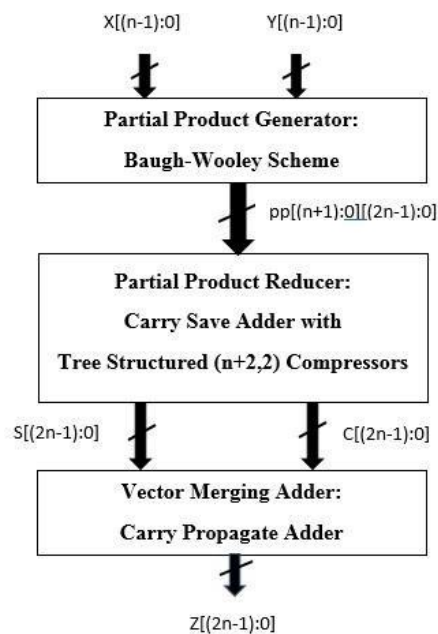 X[(n-1):0] Y[(n-1):0]
Partial Product Generator:
Baugh-Wooley Scheme
pp[(n+1):0][(2n-1):0]
Partial Product Reducer:
Carry Save Adder with
Tree Structured (n+2,2) Compressors
S[(2n-1):0] C[(2n-1):0]
Vector Merging Adder:
Carry Propagate Adder
Z[(2n-1):0]